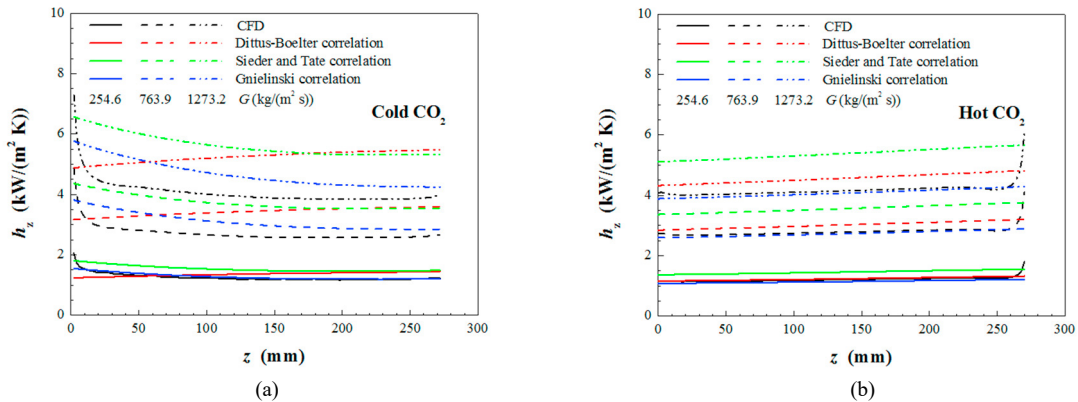 (a)
10
8
6
4
2
0
0
50
100
150
200
250
300
h_z (kW/(m² K))
z (mm)
CFD
Dittus-Boelter correlation
Sieder and Tate correlation
Gnielinski correlation
254.6 763.9 1273.2 G (kg/(m² s))
Cold CO₂
(a)
(b)
10
8
6
4
2
0
0
50
100
150
200
250
300
h_z (kW/(m² K))
z (mm)
CFD
Dittus-Boelter correlation
Sieder and Tate correlation
Gnielinski correlation
254.6 763.9 1273.2 G (kg/(m² s))
Hot CO₂
(b)